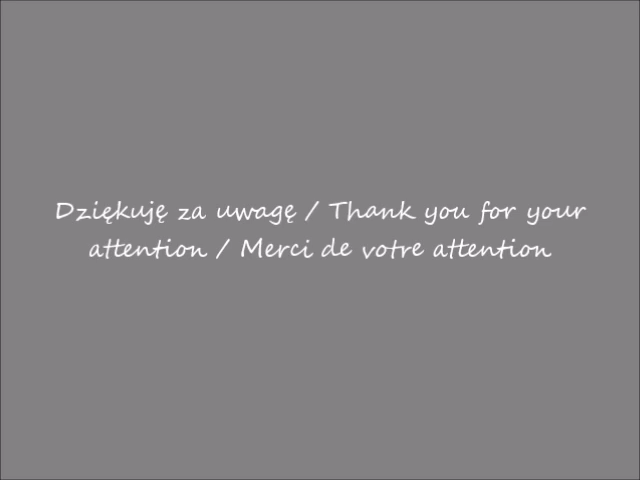 Dziękuję za uwagę / Thank you for your
attention / Merci de votre attention